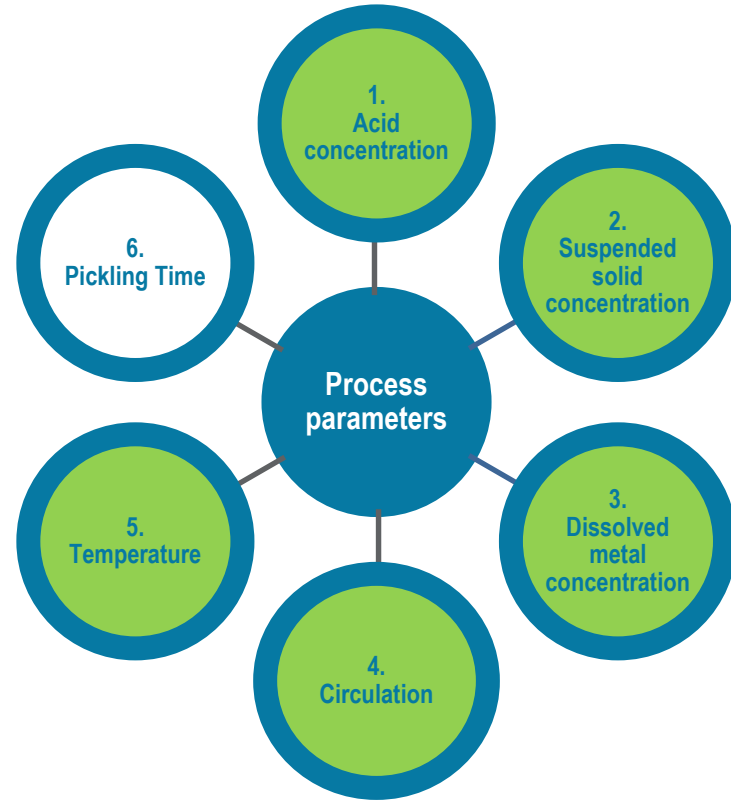 1.
Acid
concentration
2.
Suspended
solid
concentration
6.
Pickling Time
Process
parameters
3.
Dissolved
metal
concentration
5.
Temperature
4.
Circulation